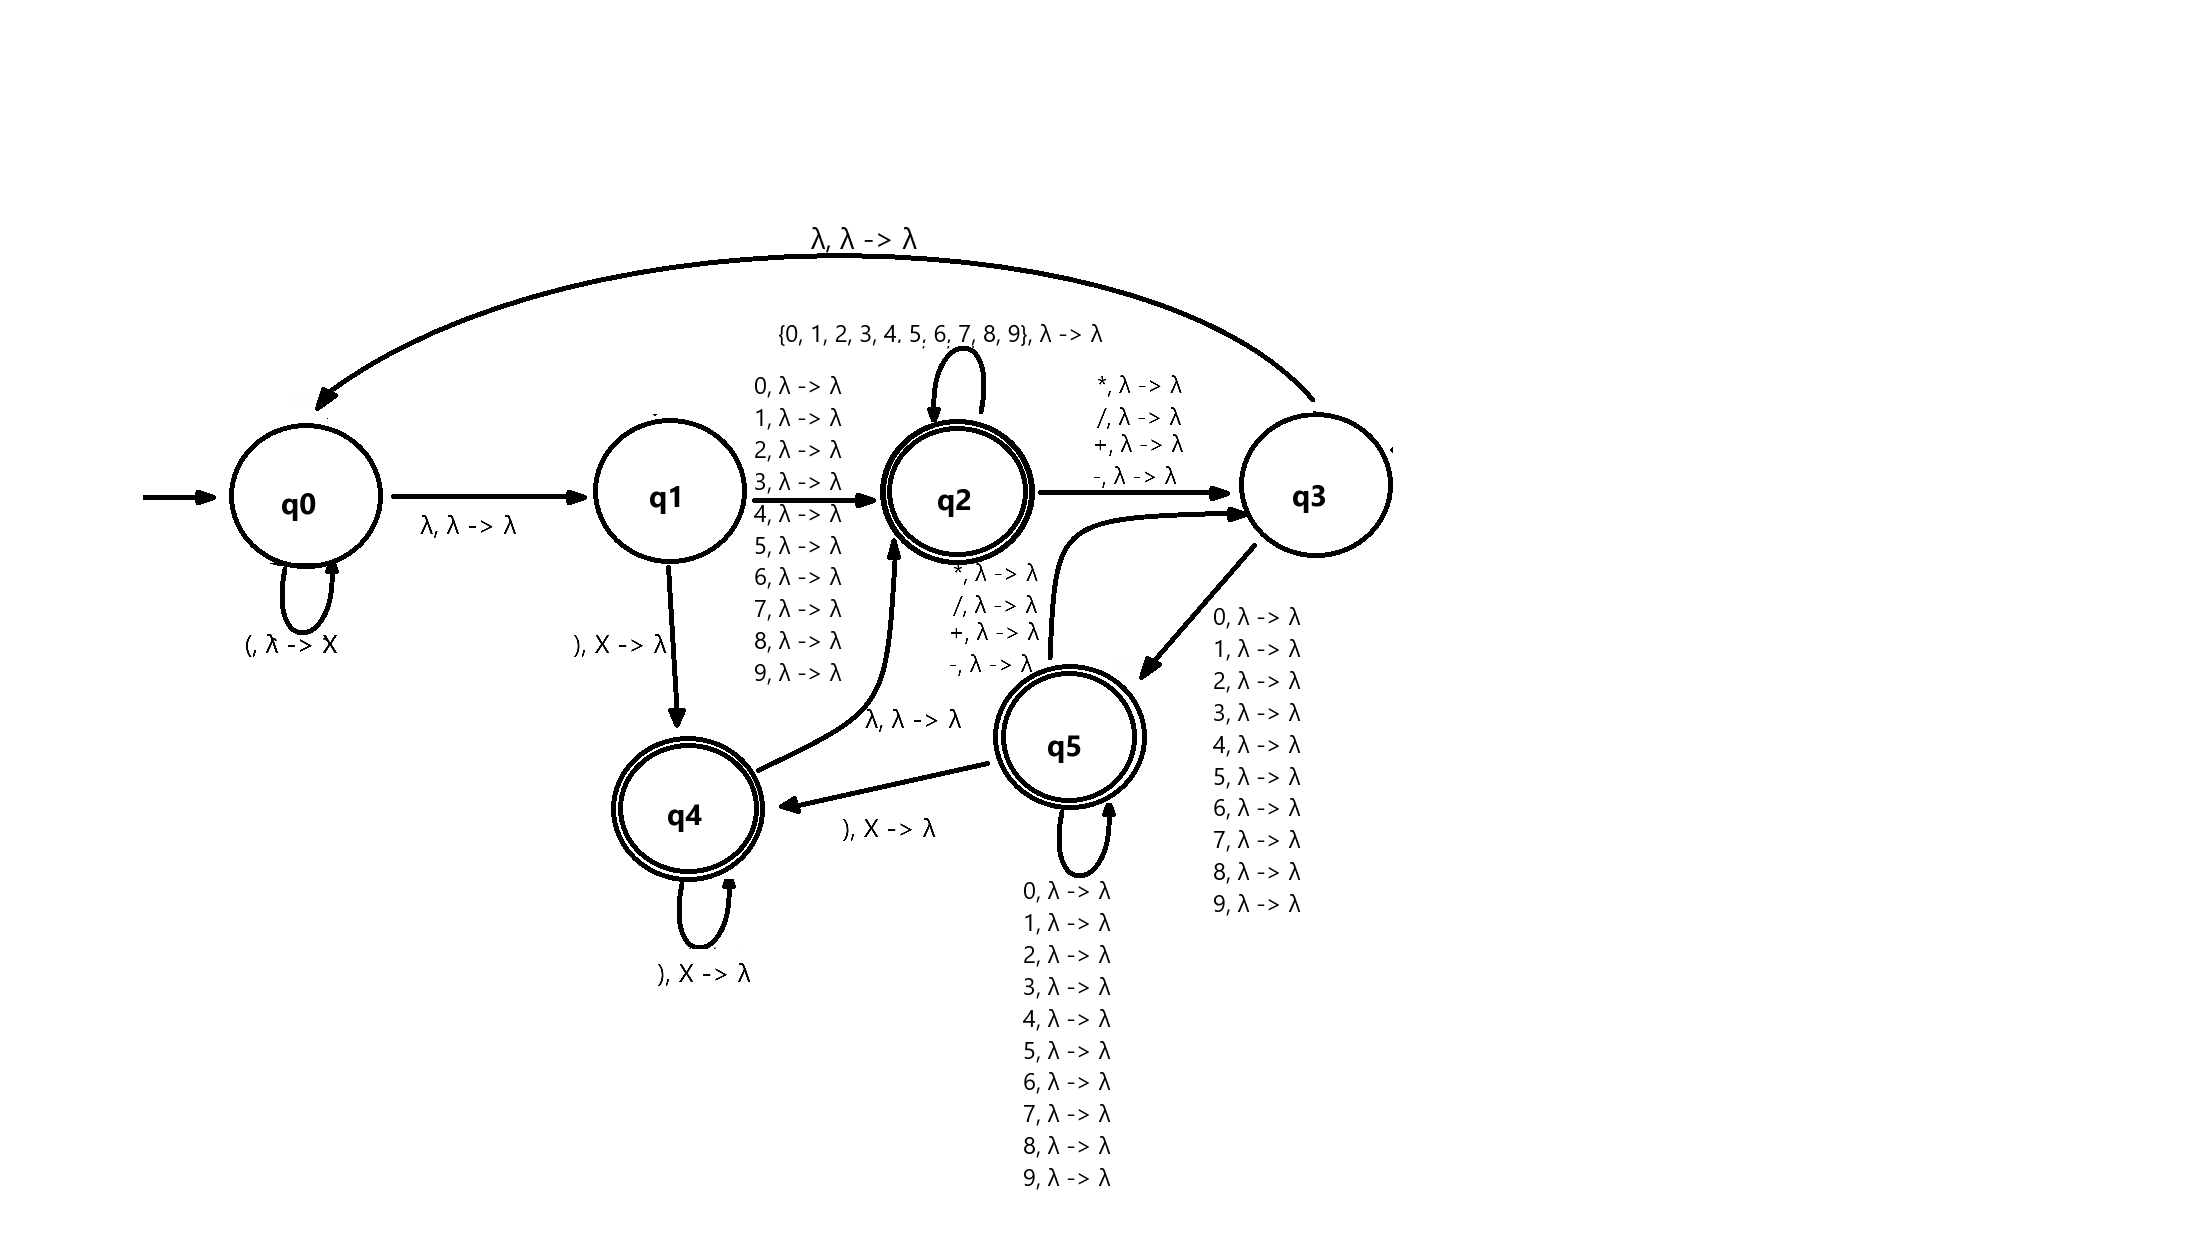 λ, λ -> λ
{0, 1, 2, 3, 4. 5, 6, 7, 8, 9}, λ -> λ
0, λ -> λ
1, λ -> λ
2, λ -> λ
3, λ -> λ
4, λ -> λ
5, λ -> λ
6, λ -> λ
7, λ -> λ
8, λ -> λ
9, λ -> λ
*, λ -> λ
/, λ -> λ
+, λ -> λ
-, λ -> λ
q0
q1
q2
q3
λ, λ -> λ
(, λ -> X
), X -> λ
*, λ -> λ
/, λ -> λ
+, λ -> λ
-, λ -> λ
0, λ -> λ
1, λ -> λ
2, λ -> λ
3, λ -> λ
4, λ -> λ
5, λ -> λ
6, λ -> λ
7, λ -> λ
8, λ -> λ
9, λ -> λ
λ, λ -> λ
q5
q4
), X -> λ
), X -> λ
0, λ -> λ
1, λ -> λ
2, λ -> λ
3, λ -> λ
4, λ -> λ
5, λ -> λ
6, λ -> λ
7, λ -> λ
8, λ -> λ
9, λ -> λ